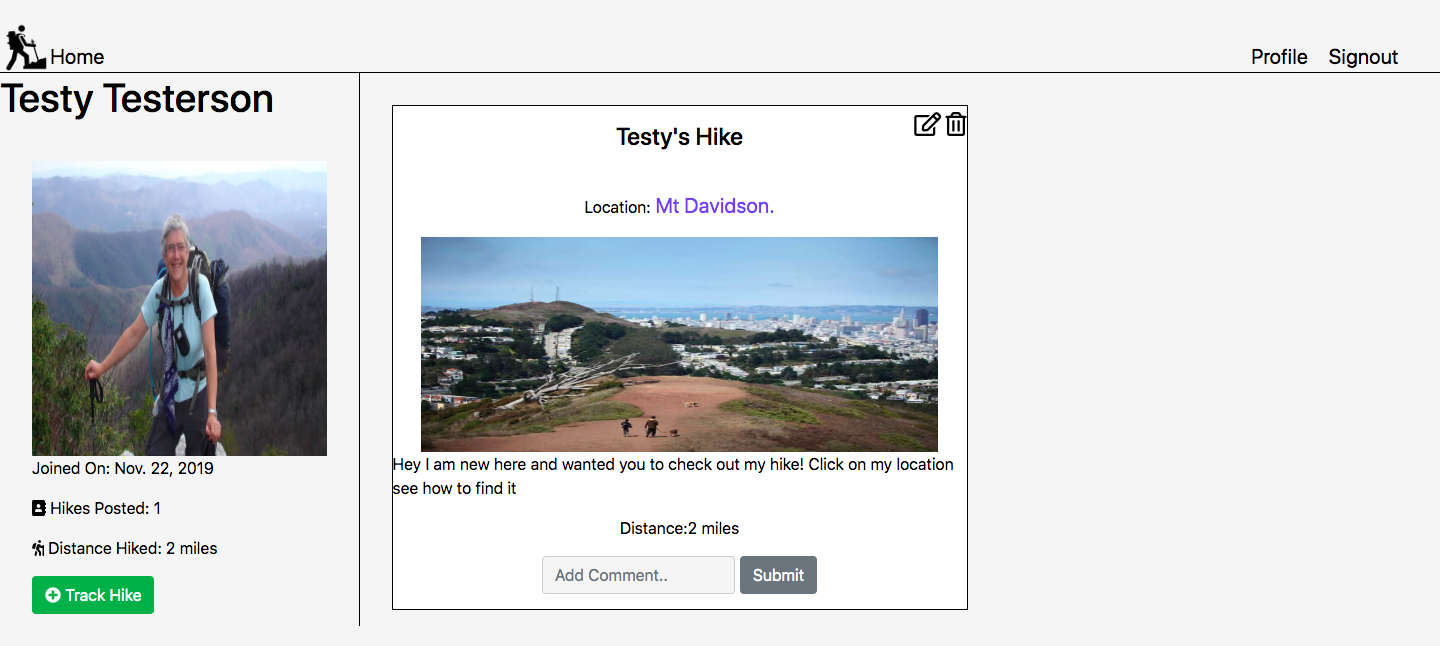 Home
Profile
Signout
Testy Testerson
Joined On: Nov. 22, 2019
Hikes Posted: 1
Distance Hiked: 2 miles
Track Hike
Testy's Hike
Location: Mt Davidson.
Hey I am new here and wanted you to check out my hike! Click on my location
see how to find it
Distance:2 miles
Add Comment..
Submit